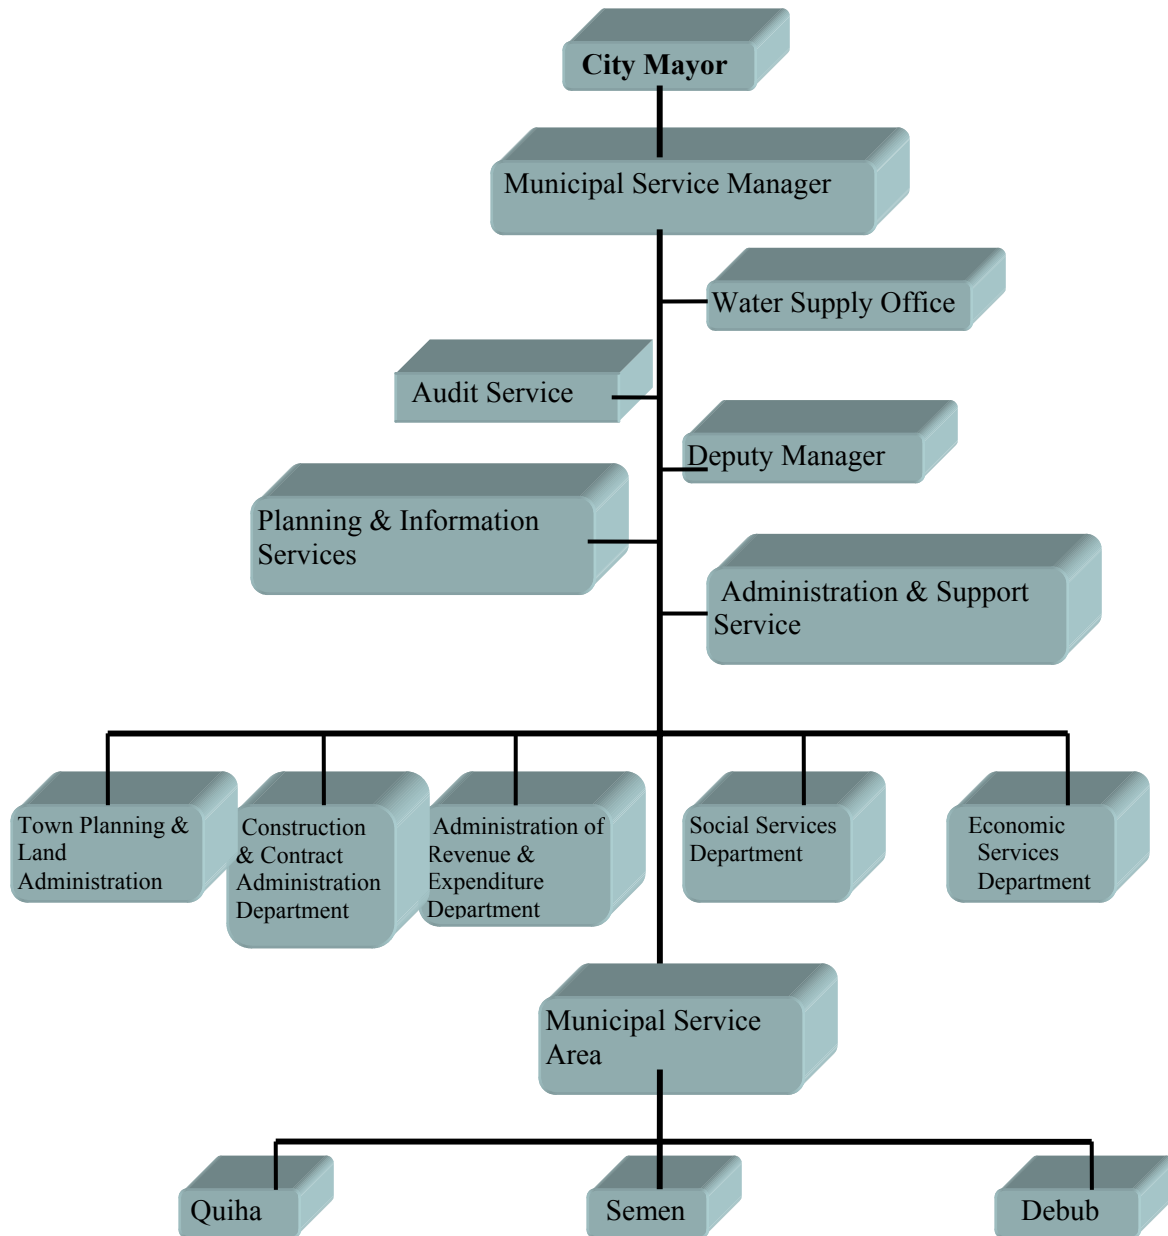 City Mayor
Municipal Service Manager
Water Supply Office
Audit Service
Deputy Manager
Planning & Information
Services
Administration & Support
Service
Town Planning &
Land
Administration
Construction
& Contract
Administration
Department
Administration of
Revenue &
Expenditure
Department
Social Services
Department
Economic
Services
Department
Municipal Service
Area
Quiha
Semen
Debub